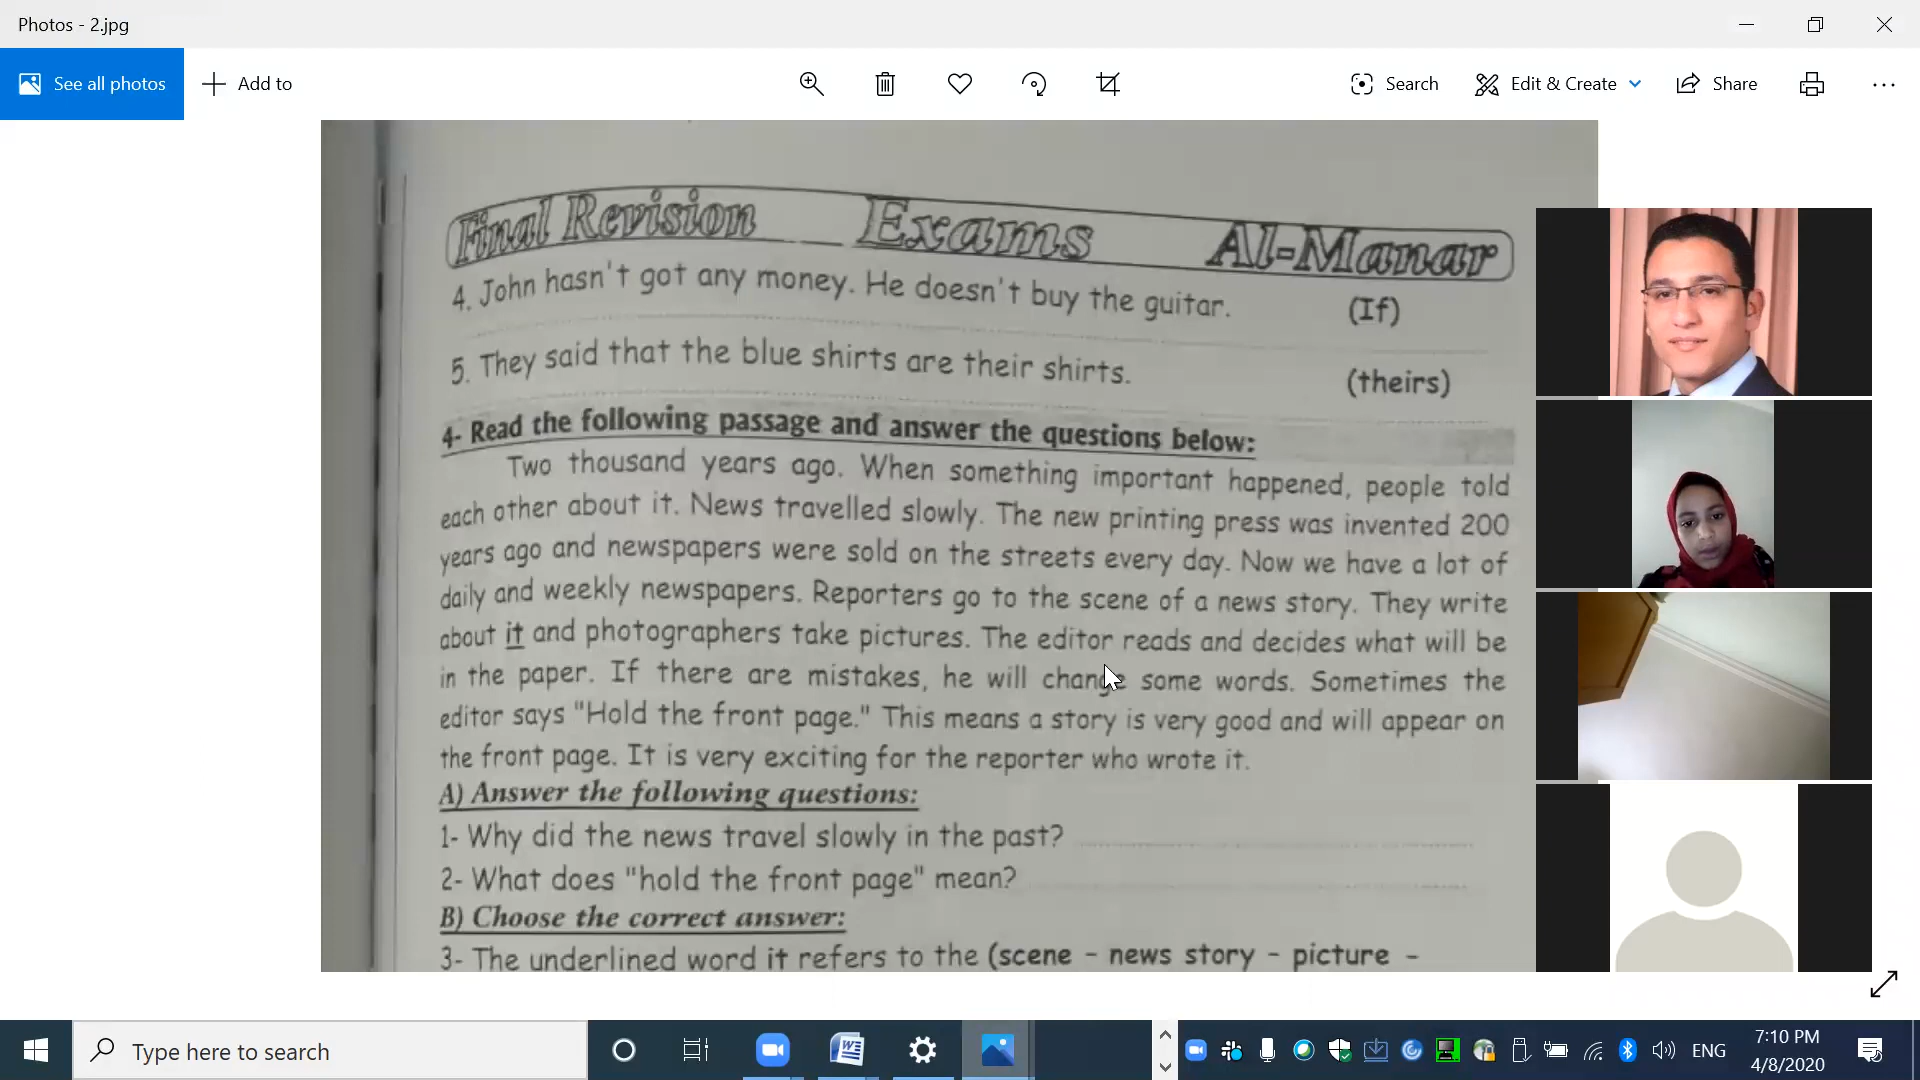 Photos - 2.jpg
See all photos
Add to
Search
Edit & Create
Share
Final Revision Exams Al-Manar
4. John hasn't got any money. He doesn't buy the guitar. (If)
5. They said that the blue shirts are their shirts. (theirs)
4- Read the following passage and answer the questions below:
Two thousand years ago. When something important happened, people told
each other about it. News travelled slowly. The new printing press was invented 200
years ago and newspapers were sold on the streets every day. Now we have a lot of
daily and weekly newspapers. Reporters go to the scene of a news story. They write
about it and photographers take pictures. The editor reads and decides what will be
in the paper. If there are mistakes, he will change some words. Sometimes the
editor says "Hold the front page." This means a story is very good and will appear on
the front page. It is very exciting for the reporter who wrote it.
A) Answer the following questions:
1- Why did the news travel slowly in the past?
2- What does "hold the front page" mean?
B) Choose the correct answer:
3- The underlined word it refers to the (scene - news story - picture -
Type here to search
ENG
7:10 PM
4/8/2020